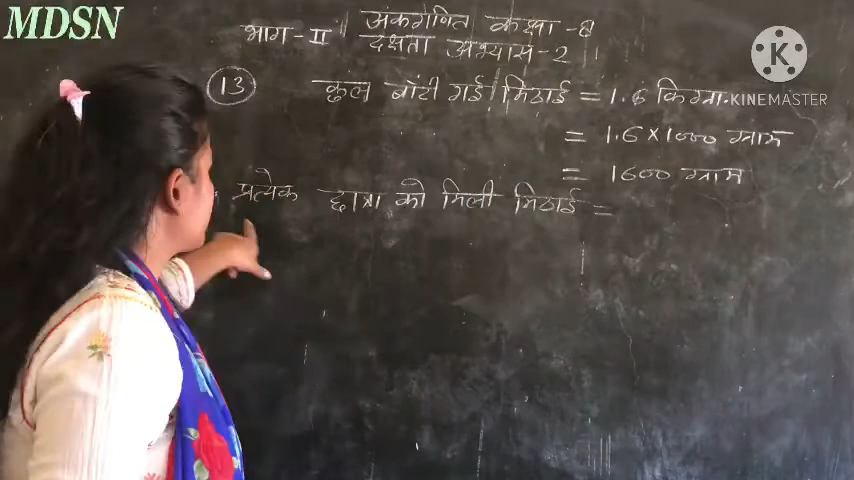 MDSN
भाग-II | अंकगणित कक्षा-8
दक्षता अभ्यास-2
K
KINEMASTER
13 कुल बाँटी गई मिठाई = 1.6 किग्रा.
= 1.6×1000 ग्राम
= 1600 ग्राम
प्रत्येक छात्रा को मिली मिठाई =